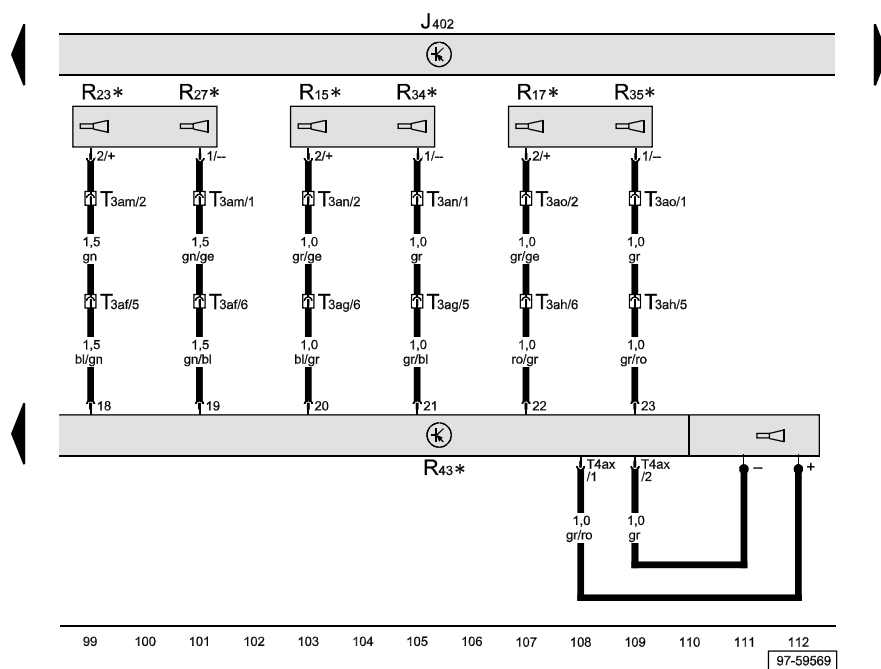 J402
R23* R27* R15* R34* R17* R35*
2/+ 1/-- 2/+ 1/-- 2/+ 1/--
T3am/2 T3am/1 T3an/2 T3an/1 T3ao/2 T3ao/1
1,5 1,5 1,0 1,0 1,0 1,0
gn gn/ge gr/ge gr gr/ge gr
T3af/5 T3af/6 T3ag/6 T3ag/5 T3ah/6 T3ah/5
1,5 1,5 1,0 1,0 1,0 1,0
bl/gn gn/bl bl/gr gr/bl ro/gr gr/ro
18 19 20 21 22 23
R43* T4ax T4ax – +
/1 /2
1,0 1,0
gr/ro gr
99 100 101 102 103 104 105 106 107 108 109 110 111 112
97-59569